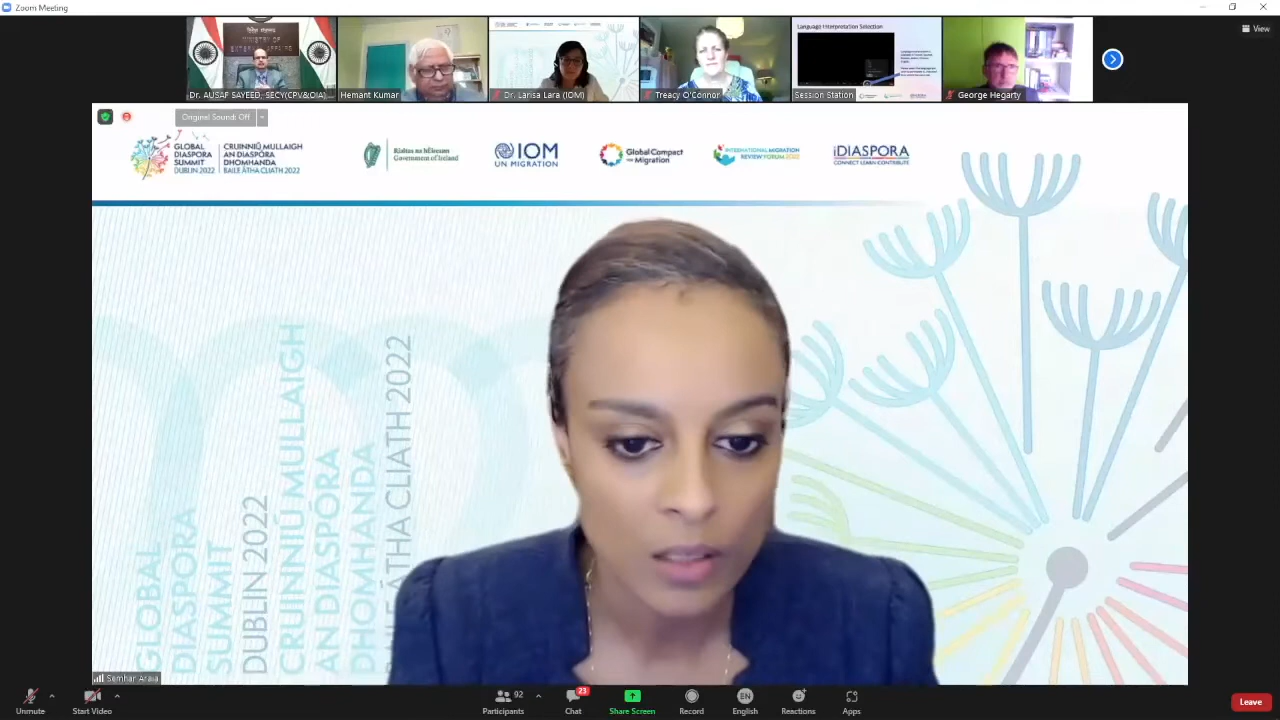 Zoom Meeting
View
MINISTRY OF
Dr. AUSAF SAYEED, SECY(CPV&OIA)...
Hemant Kumar
Dr. Larisa Lara (IOM)
Treacy O'Connor
Language Interpretation Selection
Session Station
George Hegarty
Original Sound: Off
GLOBAL
DIASPORA
SUMMIT
DUBLIN 2022
CRUINNIÚ MULLAIGH
AN DIASPÓRA
DHOMHANDA
BAILE ÁTHA CLIATH 2022
Rialtas na hÉireann
Government of Ireland
IOM
UN MIGRATION
Global Compact
for Migration
INTERNATIONAL MIGRATION
REVIEW FORUM 2022
iDIASPORA
CONNECT LEARN CONTRIBUTE
GLOBAL
DIASPORA
SUMMIT
DUBLIN 2022
CRUINNIÚ MULLAIGH
AN DIASPÓRA
DHOMHANDA
BAILE ÁTHA CLIATH 2022
Semhar Araia
Unmute
Start Video
Participants
92
Chat
23
Share Screen
Record
EN
English
Reactions
Apps
Leave